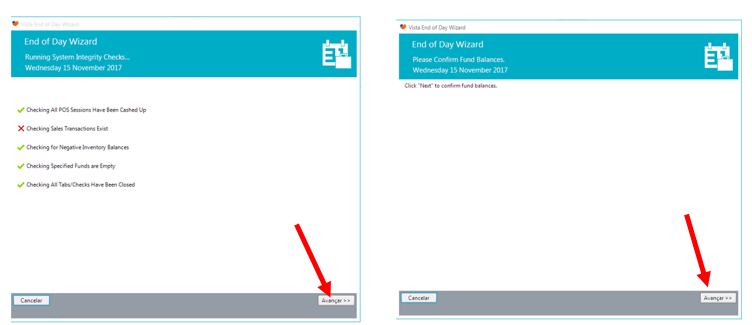 Vista End of Day Wizard
End of Day Wizard
Running System Integrity Checks...
Wednesday 15 November 2017
Checking All POS Sessions Have Been Cashed Up
Checking Sales Transactions Exist
Checking for Negative Inventory Balances
Checking Specified Funds are Empty
Checking All Tabs/Checks Have Been Closed
Cancelar
Avançar >>
Vista End of Day Wizard
End of Day Wizard
Please Confirm Fund Balances.
Wednesday 15 November 2017
Click "Next" to confirm fund balances.
Cancelar
Avançar >>